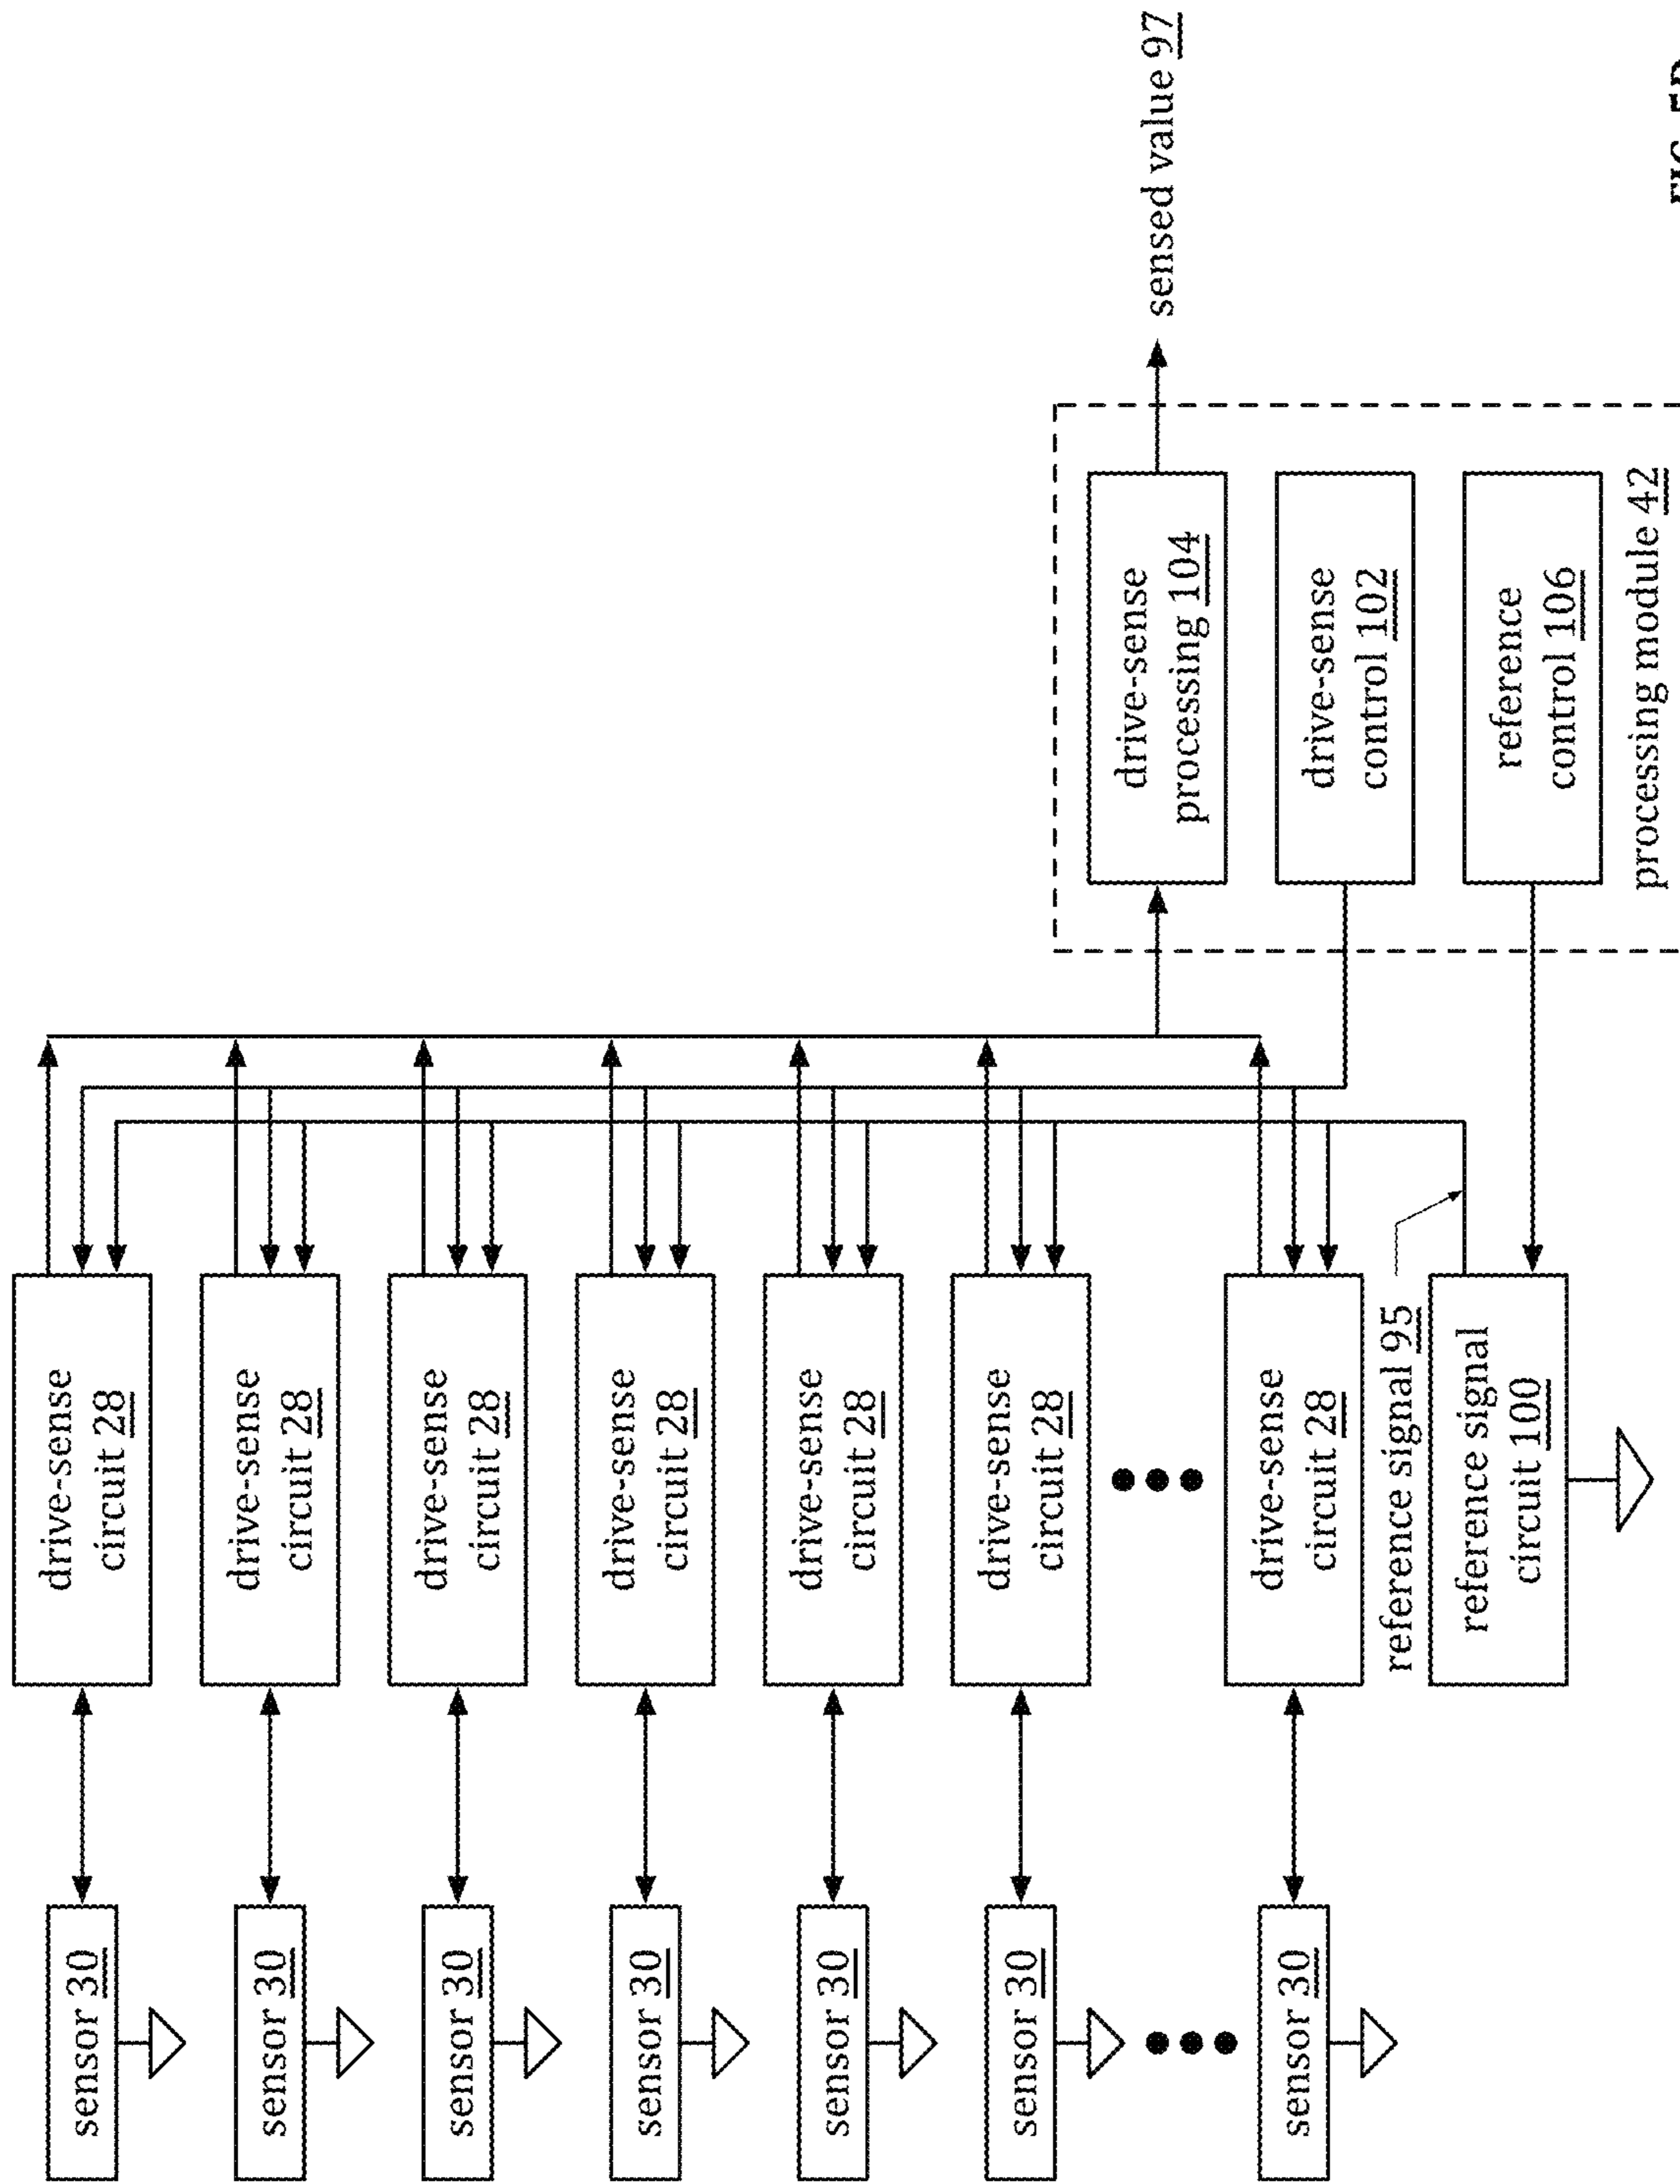 sensor 30
drive-sense
circuit 28
sensor 30
drive-sense
circuit 28
sensor 30
drive-sense
circuit 28
sensor 30
drive-sense
circuit 28
sensor 30
drive-sense
circuit 28
sensor 30
drive-sense
circuit 28
sensor 30
drive-sense
circuit 28
reference signal 95
reference signal
circuit 100
drive-sense
processing 104
drive-sense
control 102
reference
control 106
processing module 42
sensed value 97
FIG.